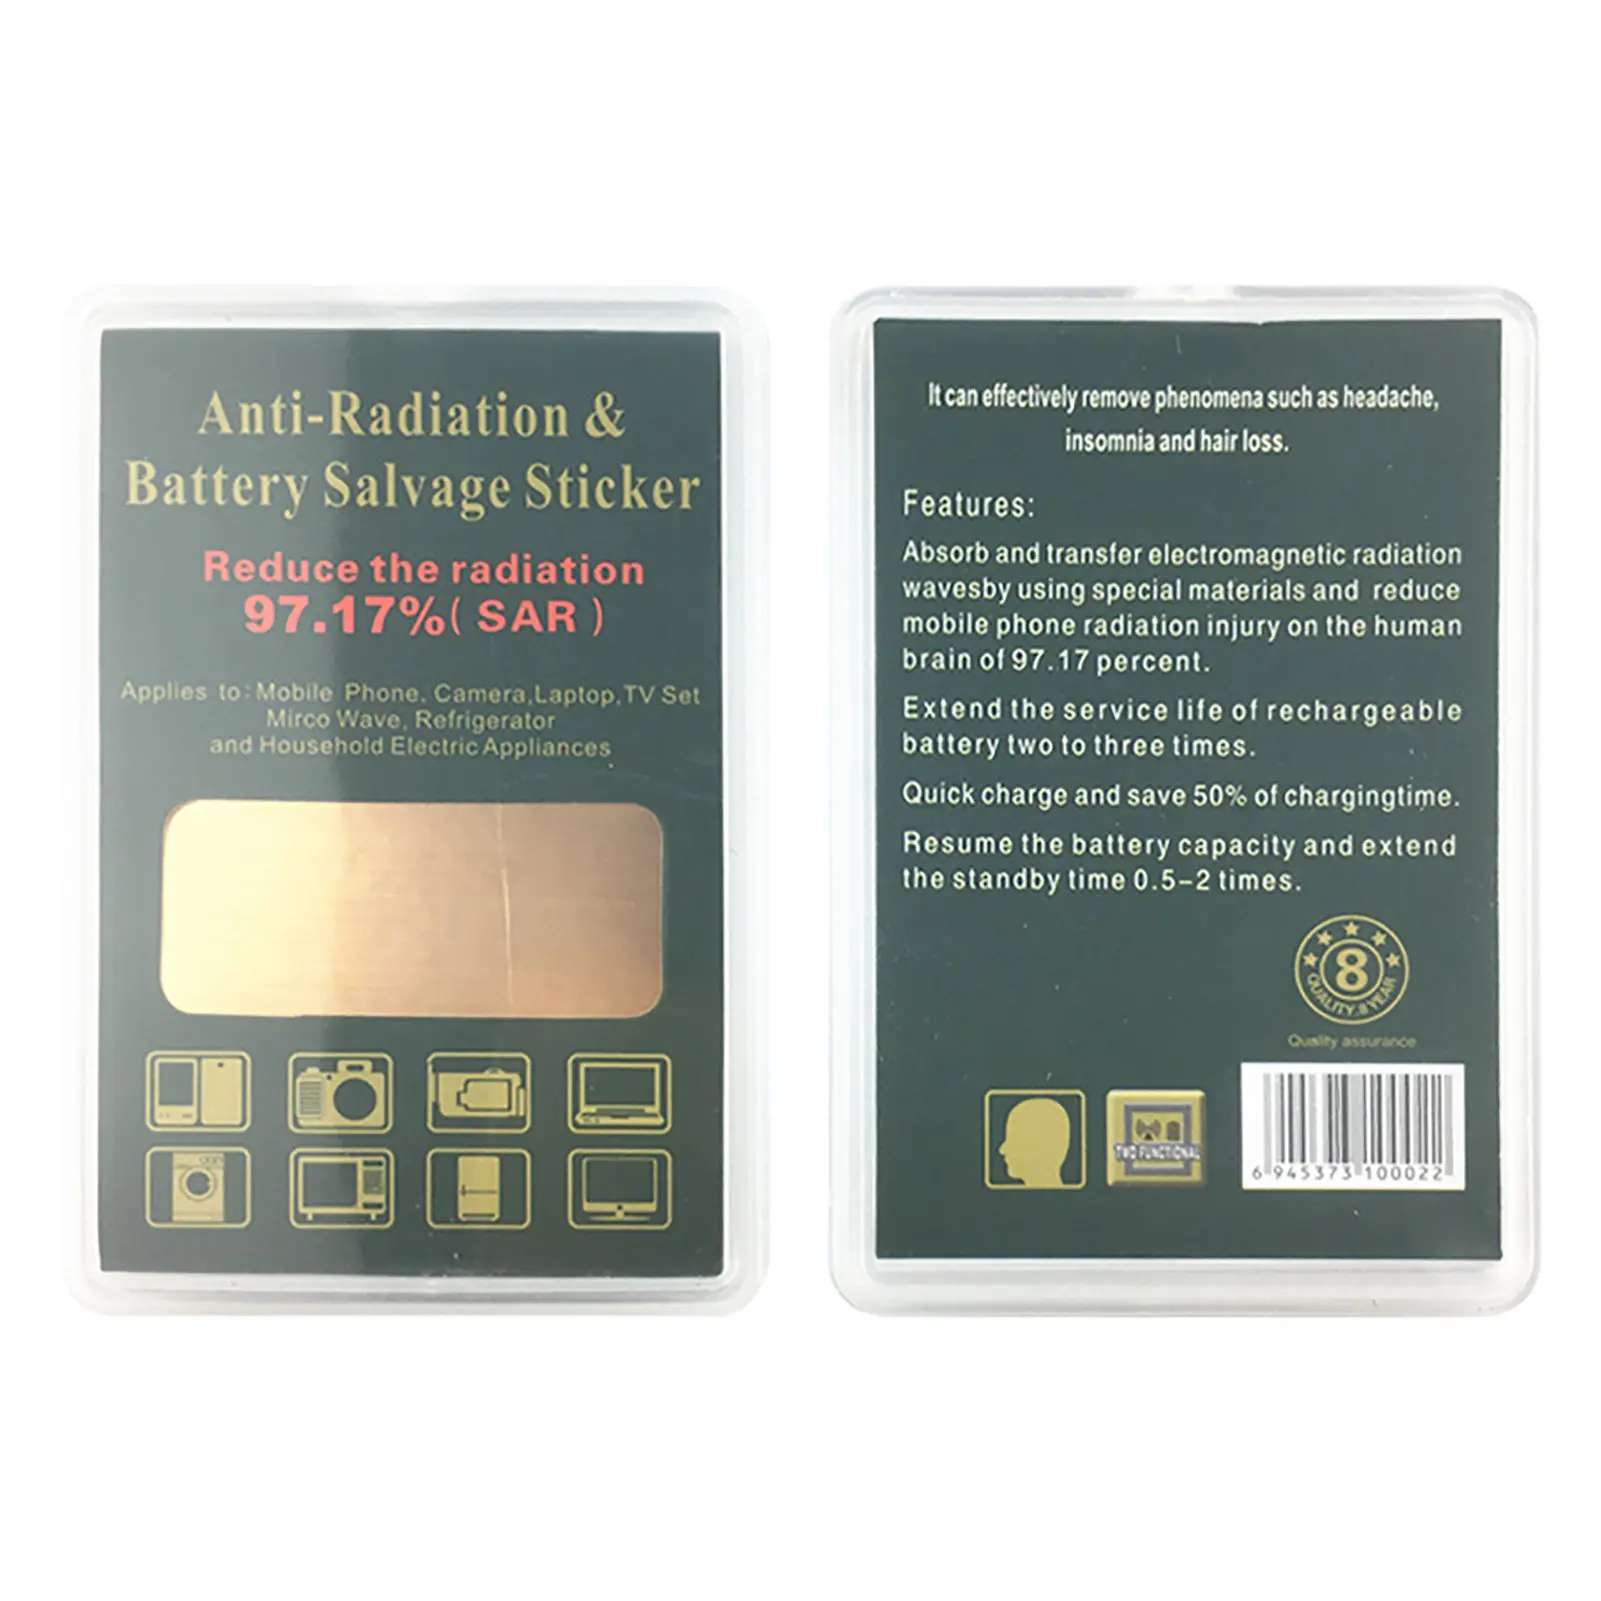 Anti-Radiation &
Battery Salvage Sticker
Reduce the radiation
97.17%( SAR )
Applies to: Mobile Phone, Camera,Laptop,TV Set
Mirco Wave, Refrigerator
and Household Electric Appliances
It can effectively remove phenomena such as headache,
insomnia and hair loss.
Features:
Absorb and transfer electromagnetic radiation
wavesby using special materials and reduce
mobile phone radiation injury on the human
brain of 97.17 percent.
Extend the service life of rechargeable
battery two to three times.
Quick charge and save 50% of chargingtime.
Resume the battery capacity and extend
the standby time 0.5-2 times.
8
QUALITY.8 YEAR
Quality assurance
TWO FUNCTIONAL
6 945373 100022